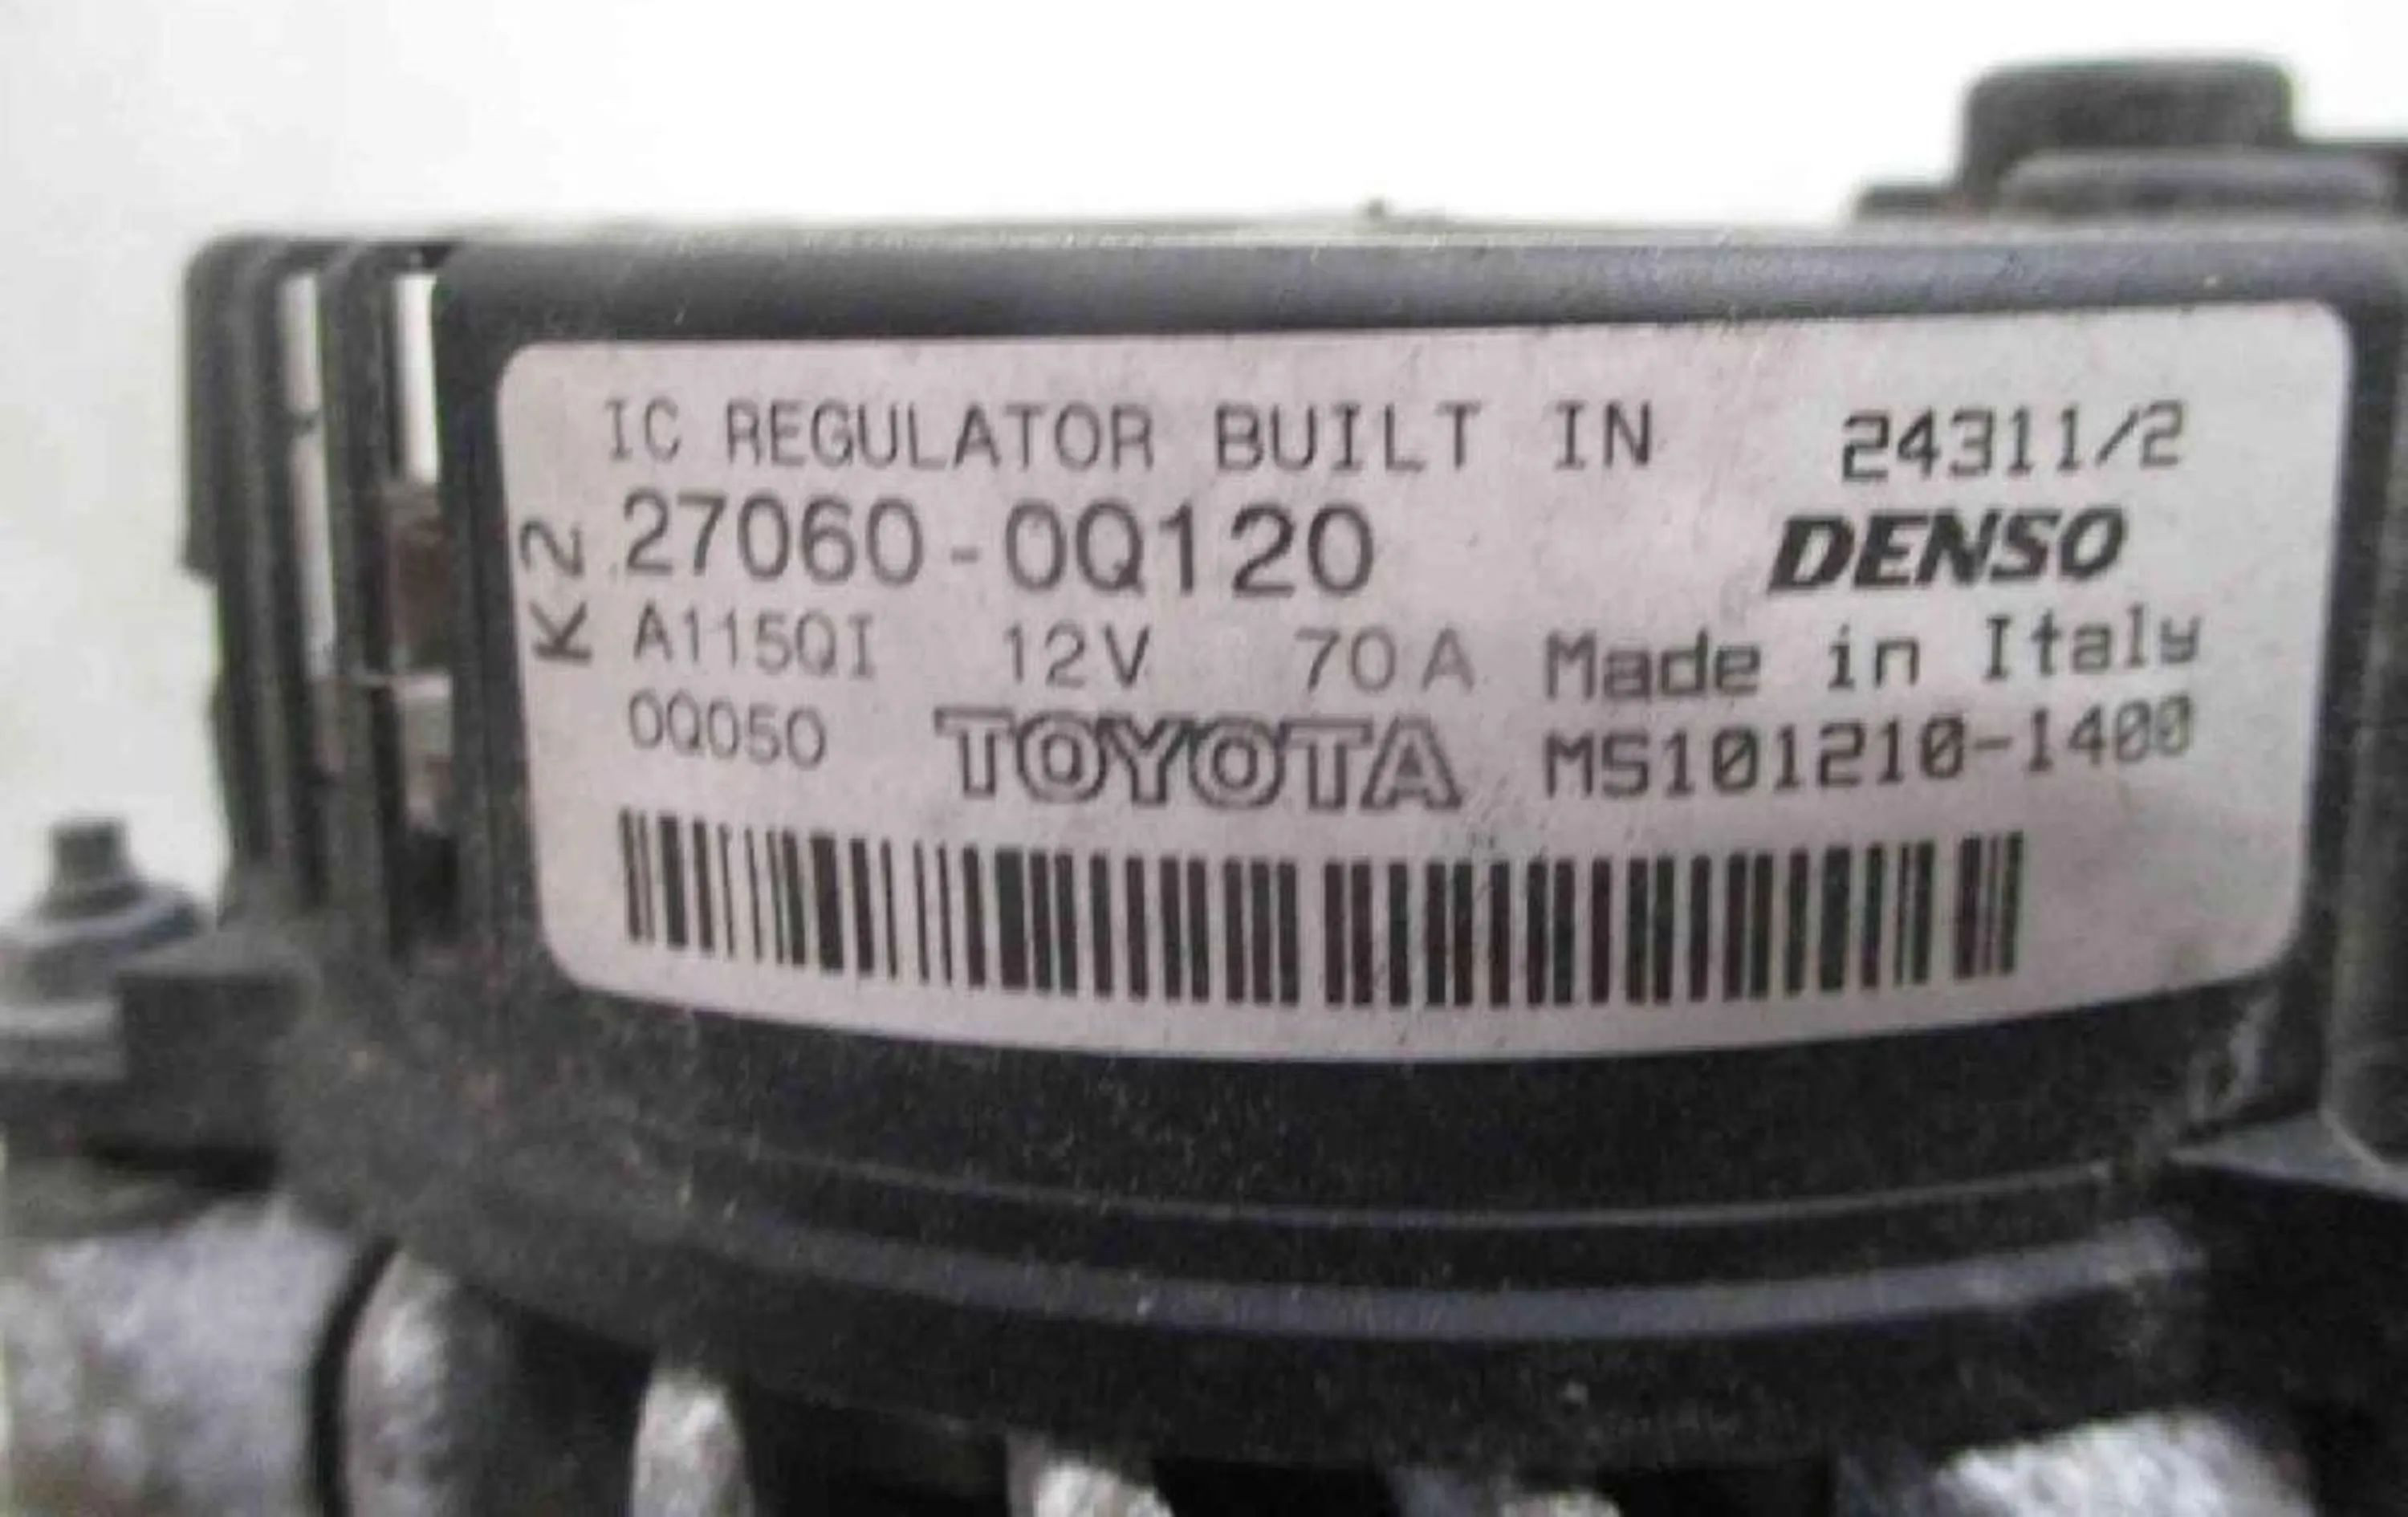 IC REGULATOR BUILT IN 24311/2
K2 27060-0Q120 DENSO
A115QI 12V 70A Made in Italy
0Q050 TOYOTA MS101210-1400